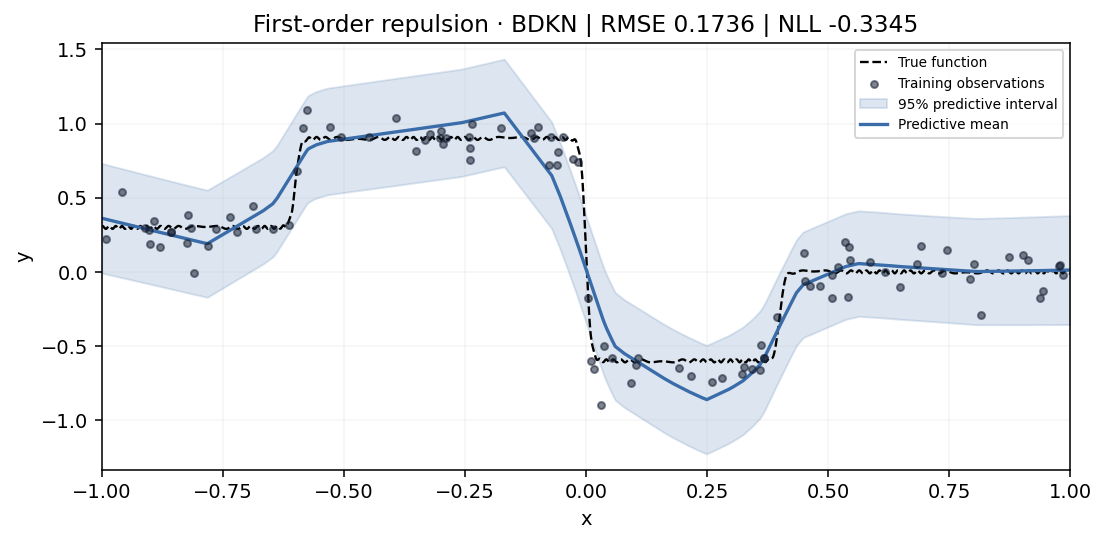 First-order repulsion · BDKN | RMSE 0.1736 | NLL -0.3345
True function
Training observations
95% predictive interval
Predictive mean
y
1.5
1.0
0.5
0.0
−0.5
−1.0
−1.00
−0.75
−0.50
−0.25
0.00
0.25
0.50
0.75
1.00
x